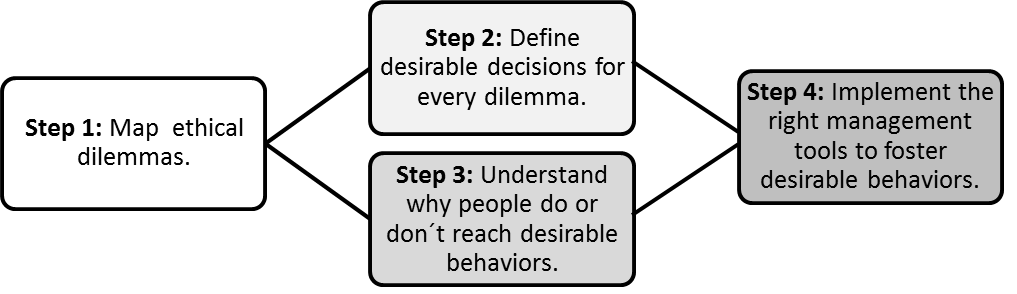 Step 1: Map ethical
dilemmas.
Step 2: Define
desirable decisions for
every dilemma.
Step 3: Understand
why people do or
don´t reach desirable
behaviors.
Step 4: Implement the
right management
tools to foster
desirable behaviors.